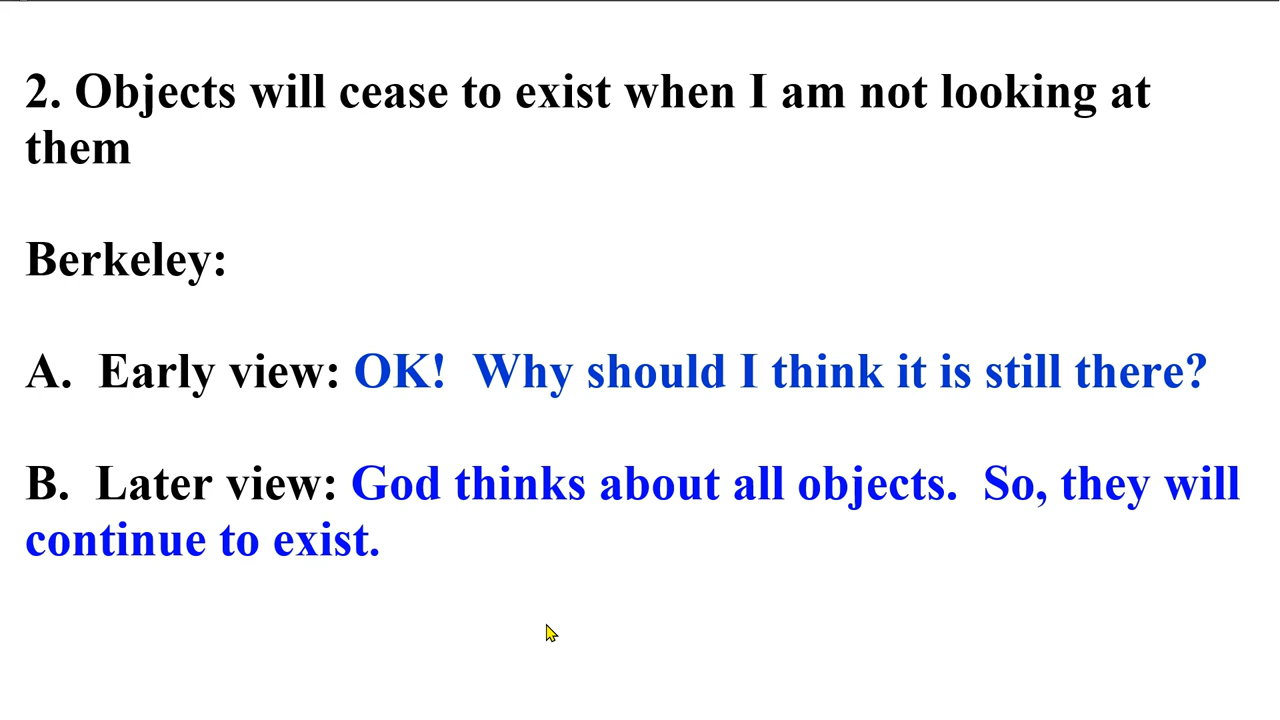 2. Objects will cease to exist when I am not looking at
them
Berkeley:
A.  Early view: OK!  Why should I think it is still there?
B.  Later view: God thinks about all objects.  So, they will
continue to exist.